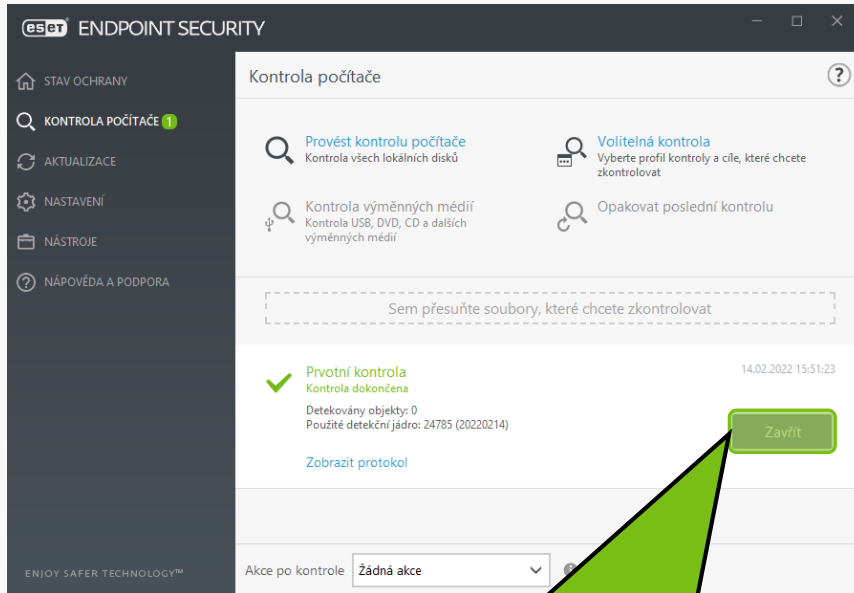 eset ENDPOINT SECURITY
STAV OCHRANY
KONTROLA POČÍTAČE 1
AKTUALIZACE
NASTAVENÍ
NÁSTROJE
NÁPOVĚDA A PODPORA
ENJOY SAFER TECHNOLOGY™
Kontrola počítače
?
Provést kontrolu počítače
Kontrola všech lokálních disků
Volitelná kontrola
Vyberte profil kontroly a cíle, které chcete
zkontrolovat
Kontrola výměnných médií
Kontrola USB, DVD, CD a dalších
výměnných médií
Opakovat poslední kontrolu
Sem přesuňte soubory, které chcete zkontrolovat
Prvotní kontrola
14.02.2022 15:51:23
Kontrola dokončena
Detekovány objekty: 0
Použité detekční jádro: 24785 (20220214)
Zavřít
Zobrazit protokol
Akce po kontrole Žádná akce